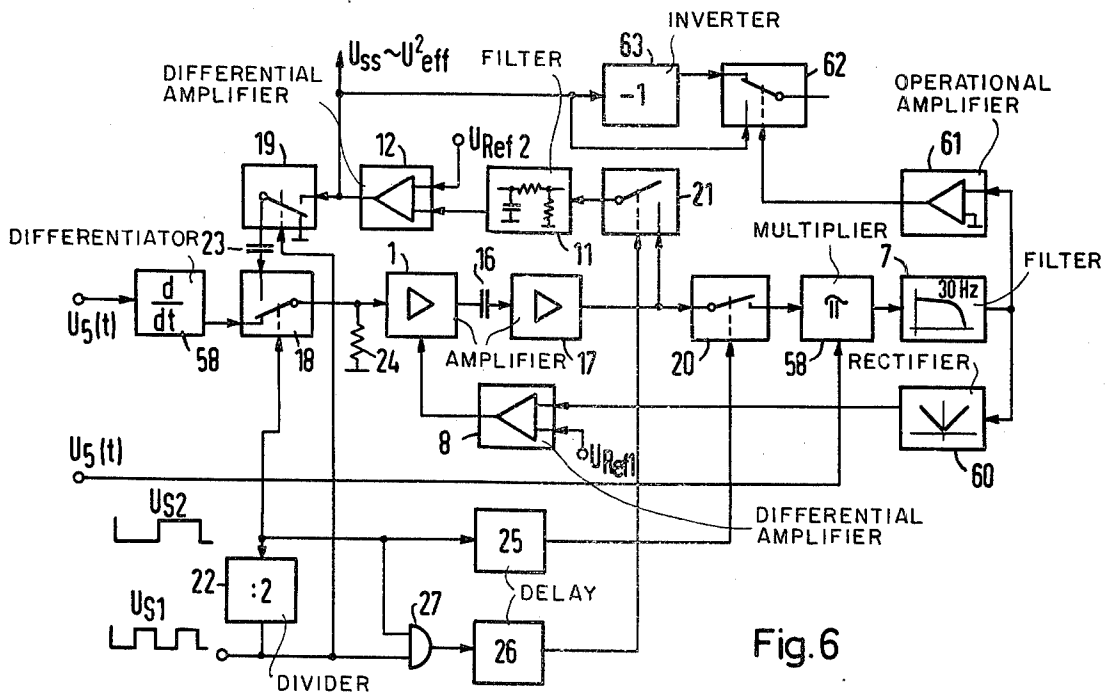 INVERTER
63
-1
62
Uss~U²eff
FILTER
DIFFERENTIAL
AMPLIFIER
OPERATIONAL
AMPLIFIER
61
19
12
URef 2
21
11
MULTIPLIER
DIFFERENTIATOR
23
1
16
7
30 Hz
FILTER
d
dt
U5(t)
58
18
24
AMPLIFIER
17
20
π
58
RECTIFIER
8
URef1
60
U5(t)
US2
DIFFERENTIAL
AMPLIFIER
25
22
:2
DELAY
US1
27
26
DIVIDER
Fig.6